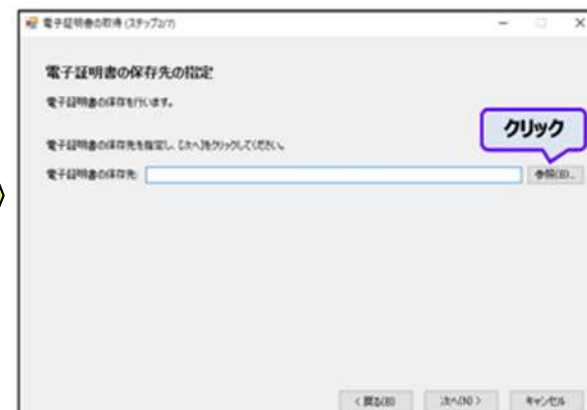 電子証明書の取得 (ステップ2/7)
電子証明書の保存先の指定
電子証明書の保存を行います。
クリック
電子証明書の保存先を指定し、[次へ]をクリックしてください。
電子証明書の保存先:
参照(B)...
< 戻る(B)
次へ(N) >
キャンセル